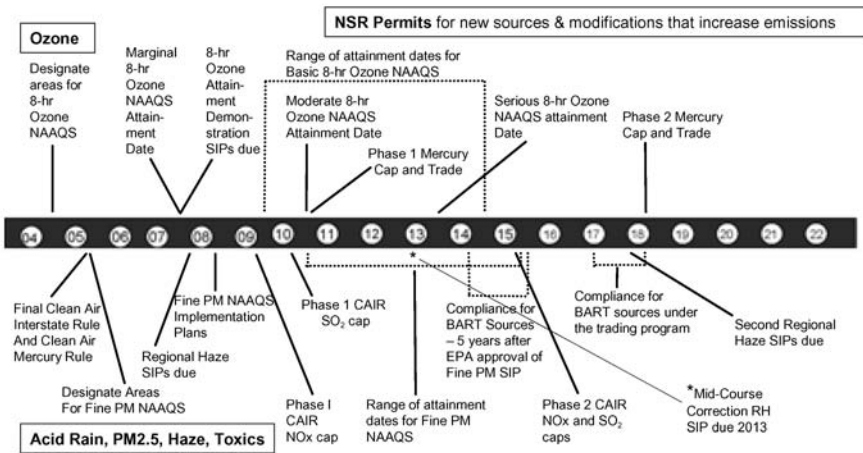 NSR Permits for new sources & modifications that increase emissions
Ozone
Designate
areas for
8-hr
Ozone
NAAQS
Marginal
8-hr
Ozone
NAAQS
Attain-
ment
Date
8-hr
Ozone
Attain-
ment
Demon-
stration
SIPs due
Range of attainment dates for
Basic 8-hr Ozone NAAQS
Moderate 8-hr
Ozone NAAQS
Attainment Date
Phase 1 Mercury
Cap and Trade
Serious 8-hr Ozone
NAAQS attainment
Date
Phase 2 Mercury
Cap and Trade
04 05 06 07 08 09 10 11 12 13 14 15 16 17 18 19 20 21 22
Final Clean Air
Interstate Rule
And Clean Air
Mercury Rule
Designate Areas
For Fine PM NAAQS
Regional Haze
SIPs due
Fine PM NAAQS
Implementation
Plans
Phase I
CAIR
NOx cap
Phase 1 CAIR
SO₂ cap
*
Range of attainment
dates for Fine PM
NAAQS
Compliance for
BART Sources
– 5 years after
EPA approval of
Fine PM SIP
Phase 2 CAIR
NOx and SO₂
caps
Compliance for
BART sources under
the trading program
Second Regional
Haze SIPs due
*Mid-Course
Correction RH
SIP due 2013
Acid Rain, PM2.5, Haze, Toxics